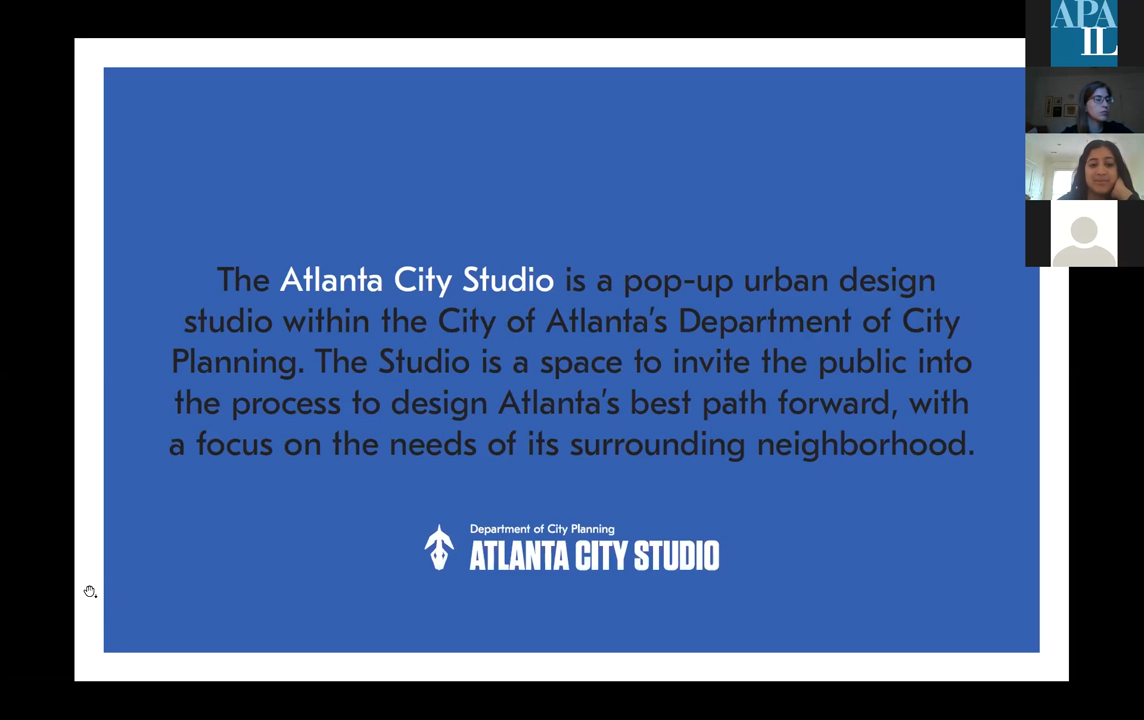 APA
IL
The Atlanta City Studio is a pop-up urban design
studio within the City of Atlanta's Department of City
Planning. The Studio is a space to invite the public into
the process to design Atlanta's best path forward, with
a focus on the needs of its surrounding neighborhood.
Department of City Planning
ATLANTA CITY STUDIO